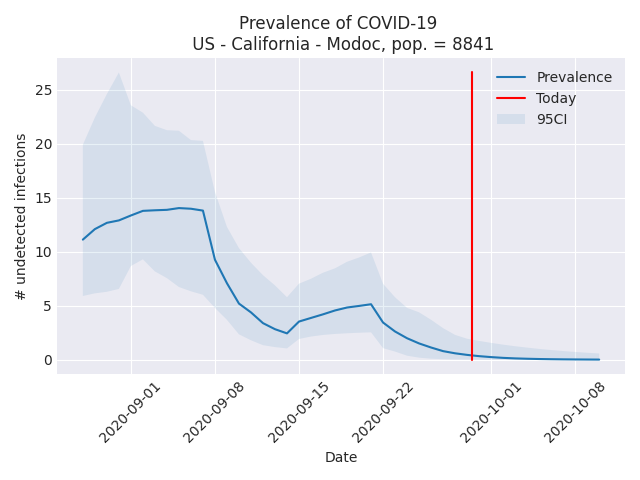 Prevalence of COVID-19
US - California - Modoc, pop. = 8841
Prevalence
Today
95CI
# undetected infections
25
20
15
10
5
0
2020-09-01
2020-09-08
2020-09-15
2020-09-22
2020-10-01
2020-10-08
Date